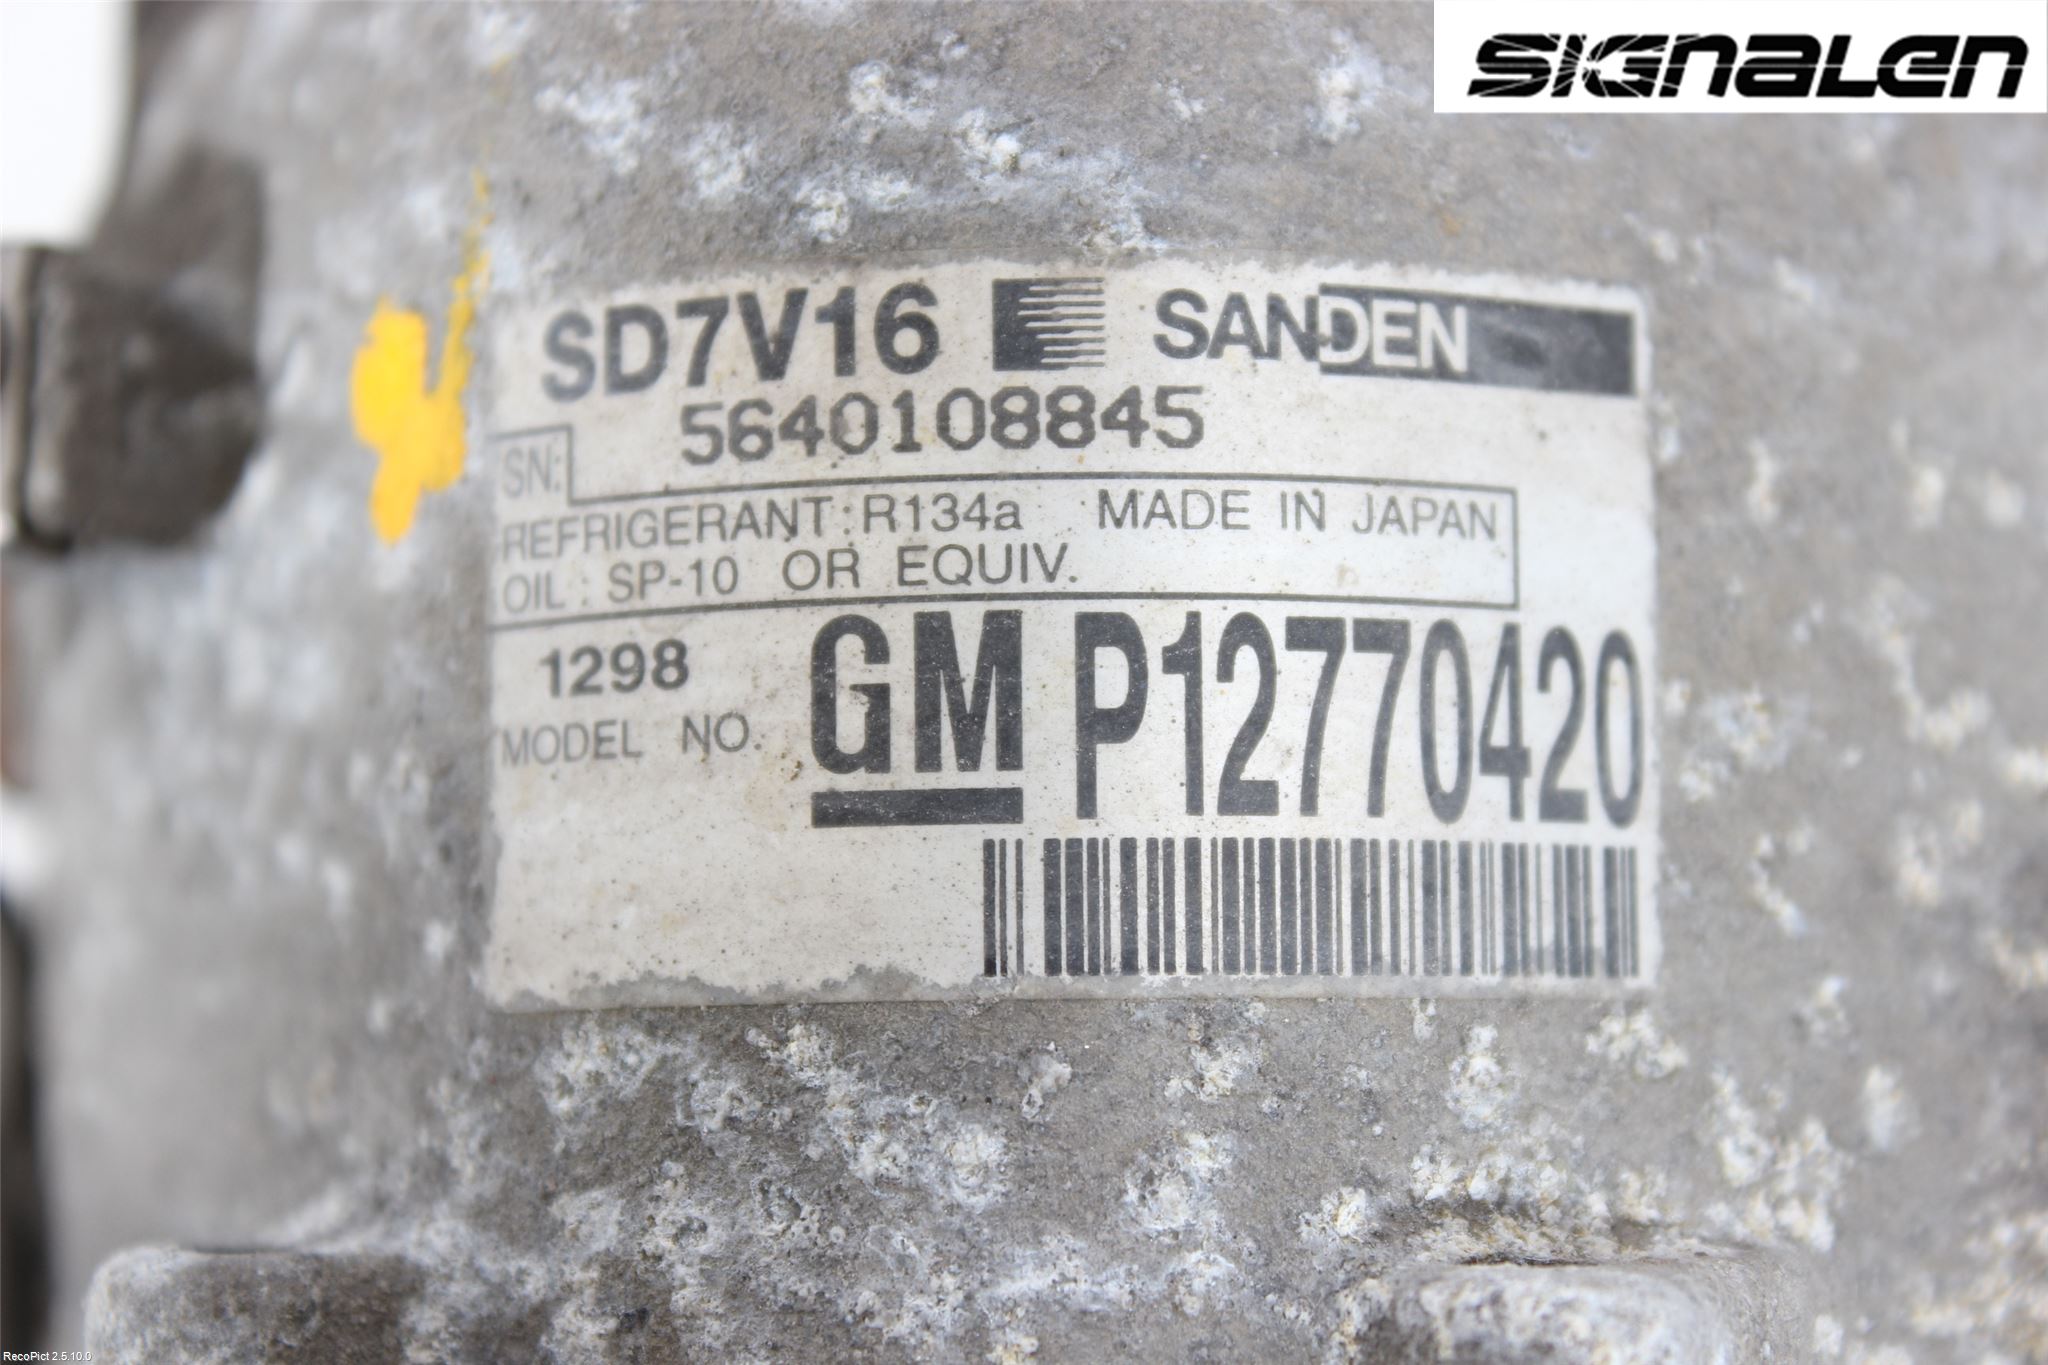 SIGNALEN
SD7V16 SANDEN
SN: 5640108845
REFRIGERANT : R134a MADE IN JAPAN
OIL : SP-10 OR EQUIV.
1298
MODEL NO. GM P12770420
RecoPict 2.5.10.0